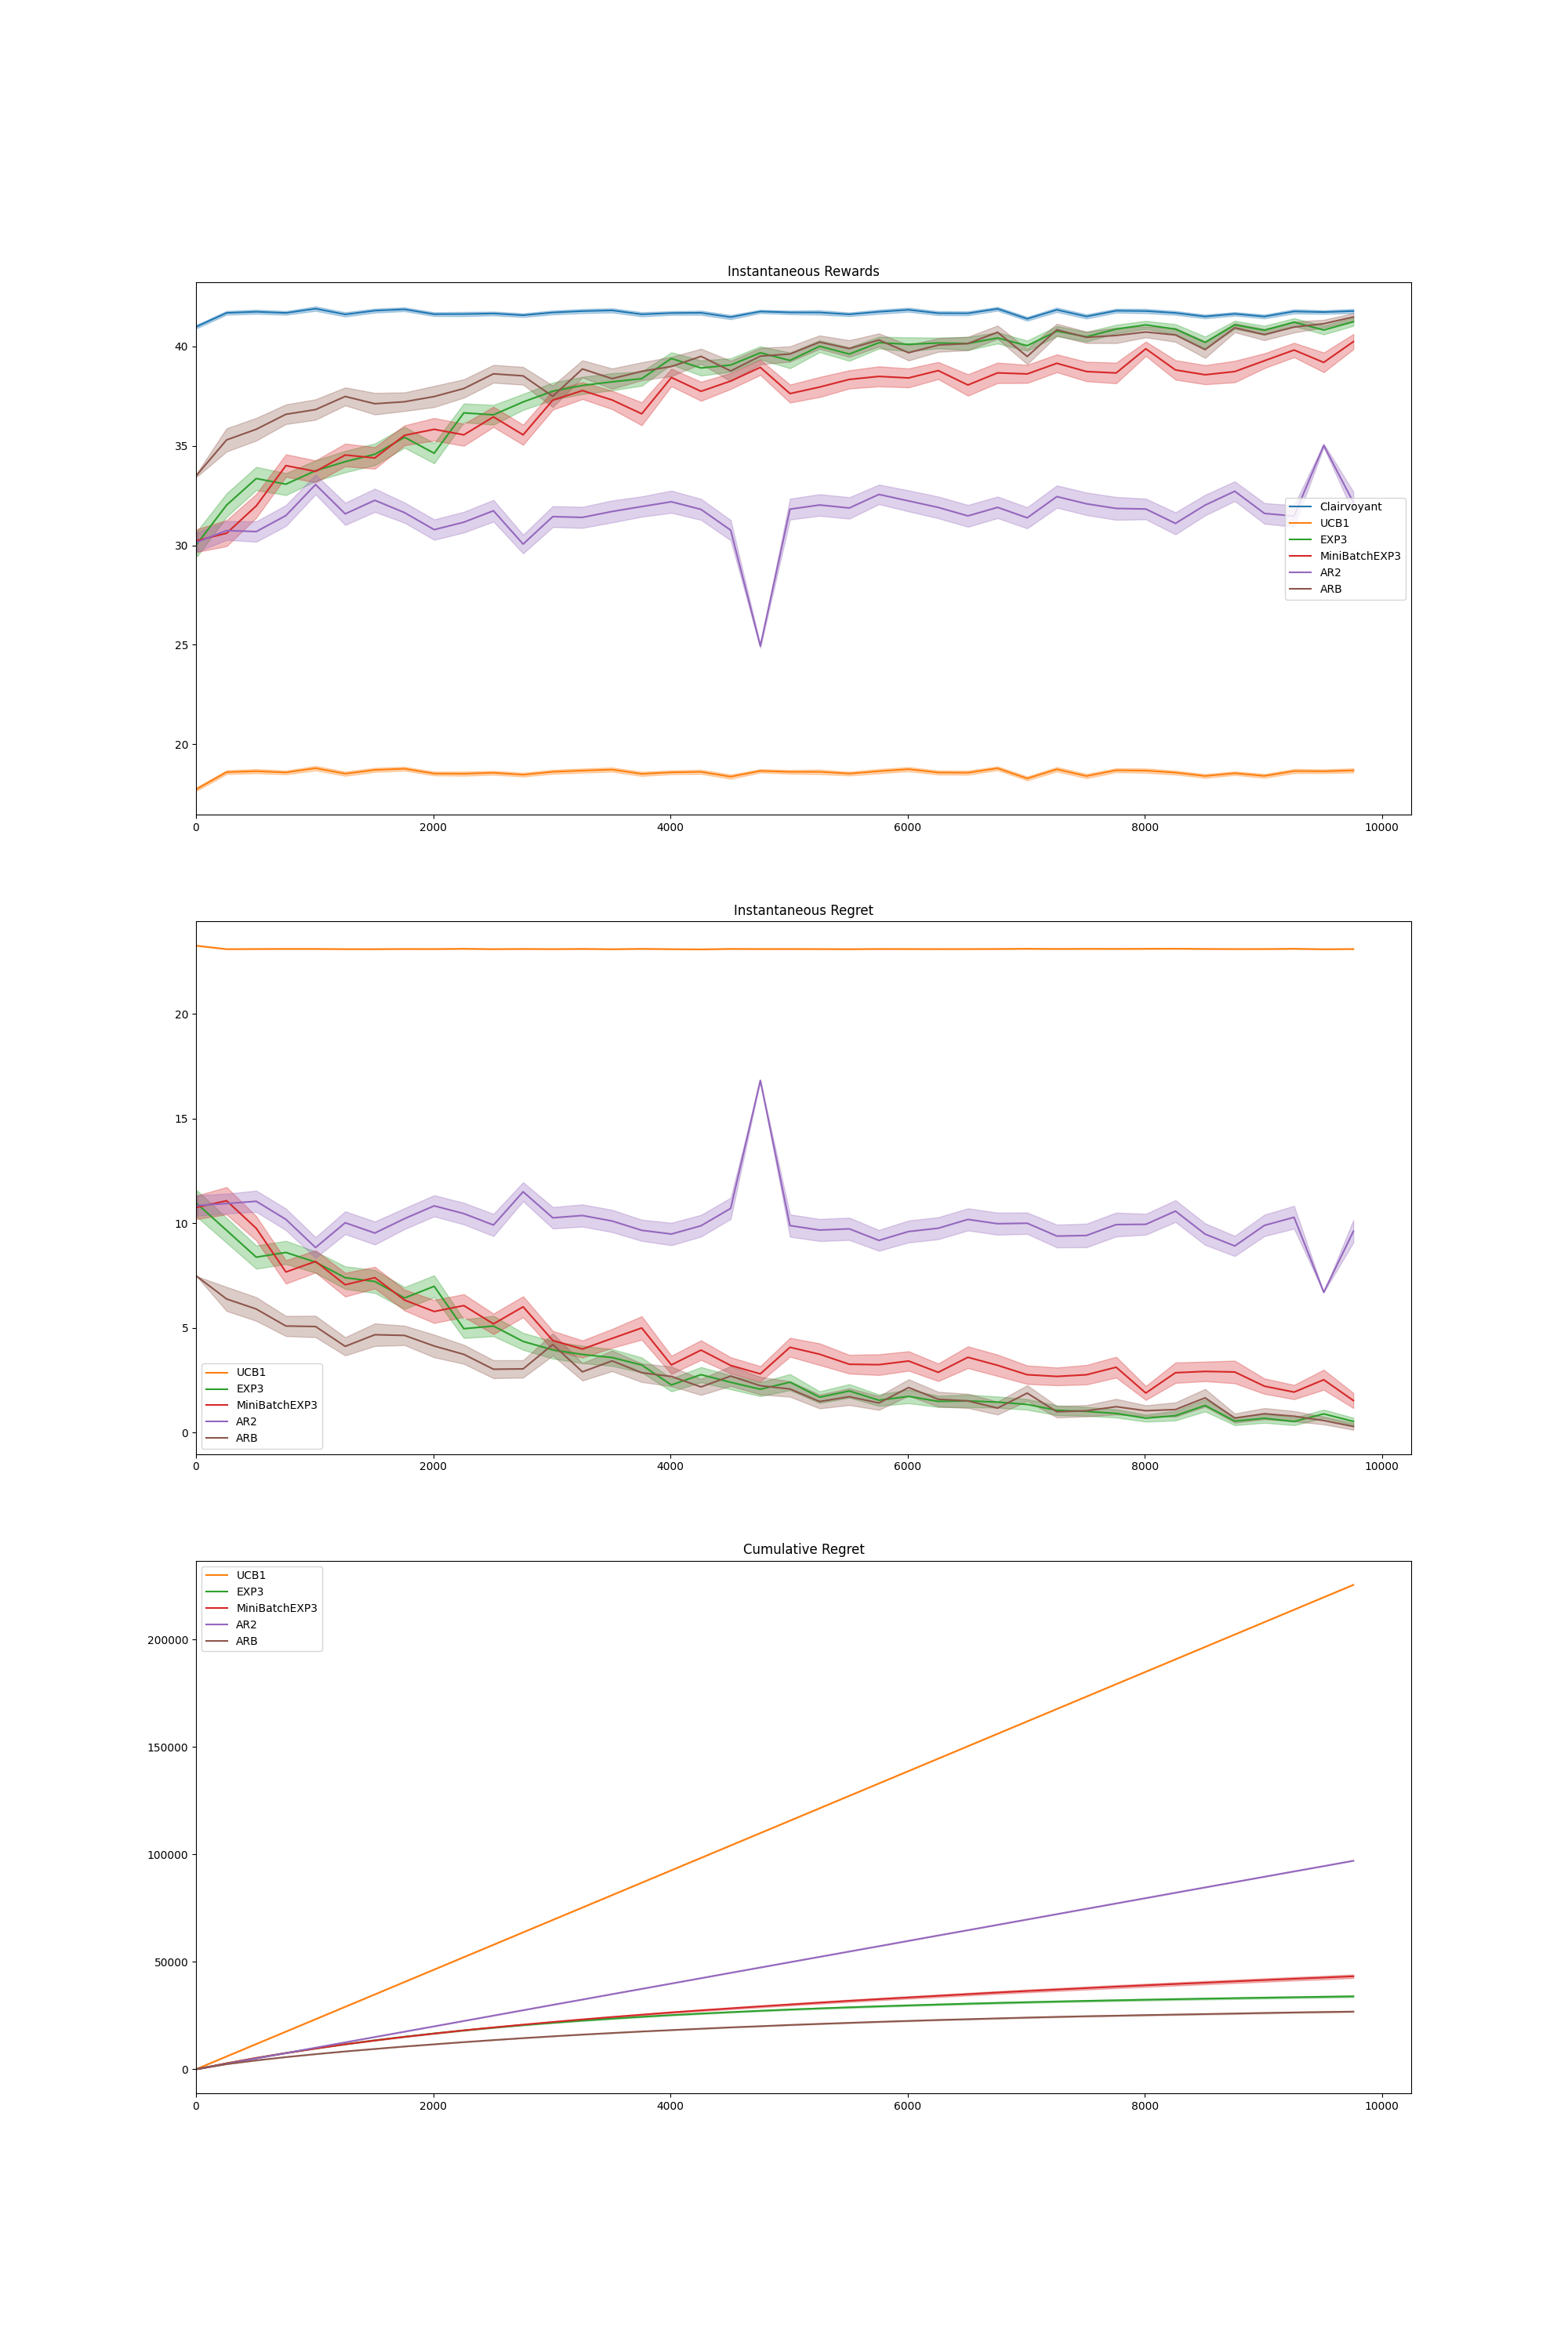 Instantaneous Rewards
40
35
30
25
20
0 2000 4000 6000 8000 10000
Clairvoyant
UCB1
EXP3
MiniBatchEXP3
AR2
ARB
Instantaneous Regret
20
15
10
5
0
0 2000 4000 6000 8000 10000
UCB1
EXP3
MiniBatchEXP3
AR2
ARB
Cumulative Regret
200000
150000
100000
50000
0
0 2000 4000 6000 8000 10000
UCB1
EXP3
MiniBatchEXP3
AR2
ARB